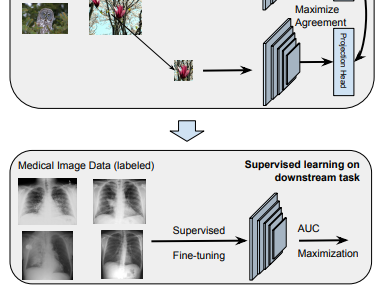 Maximize
Agreement
Projection Head
Medical Image Data (labeled)
Supervised learning on
downstream task
Supervised
Fine-tuning
AUC
Maximization